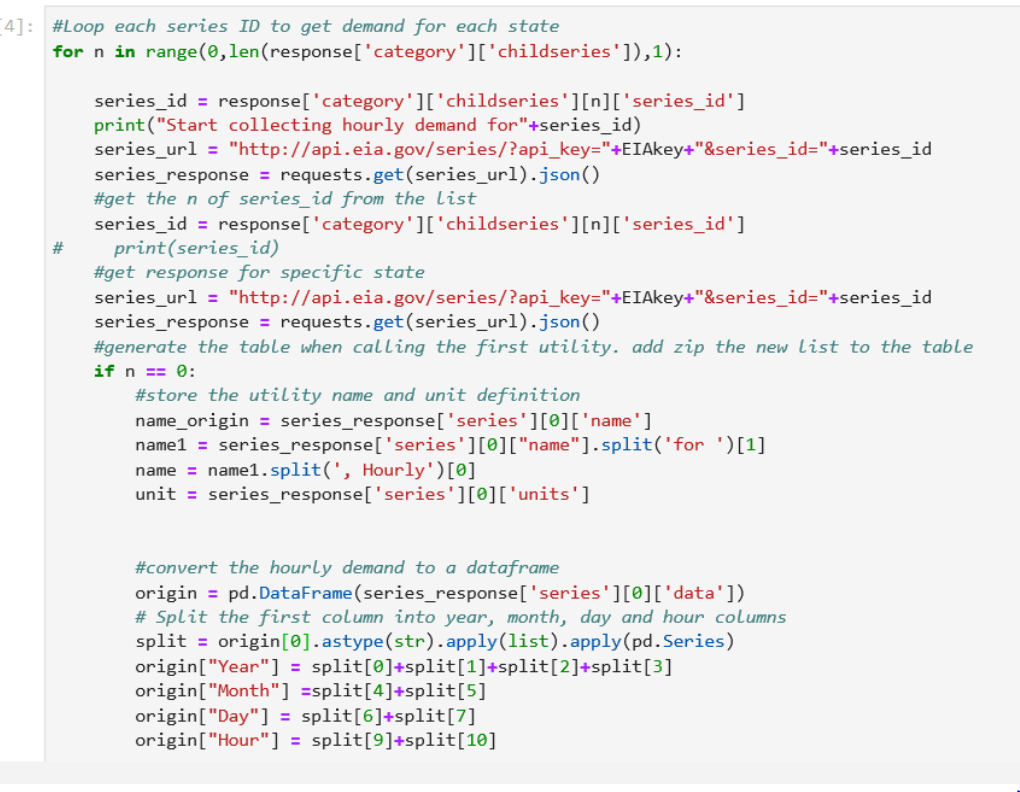 [4]: #Loop each series ID to get demand for each state
for n in range(0,len(response['category']['childseries']),1):
series_id = response['category']['childseries'][n]['series_id']
print("Start collecting hourly demand for"+series_id)
series_url = "http://api.eia.gov/series/?api_key="+EIAkey+"&series_id="+series_id
series_response = requests.get(series_url).json()
#get the n of series_id from the list
series_id = response['category']['childseries'][n]['series_id']
#     print(series_id)
#get response for specific state
series_url = "http://api.eia.gov/series/?api_key="+EIAkey+"&series_id="+series_id
series_response = requests.get(series_url).json()
#generate the table when calling the first utility. add zip the new list to the table
if n == 0:
#store the utility name and unit definition
name_origin = series_response['series'][0]['name']
name1 = series_response['series'][0]["name"].split('for ')[1]
name = name1.split(', Hourly')[0]
unit = series_response['series'][0]['units']
#convert the hourly demand to a dataframe
origin = pd.DataFrame(series_response['series'][0]['data'])
# Split the first column into year, month, day and hour columns
split = origin[0].astype(str).apply(list).apply(pd.Series)
origin["Year"] = split[0]+split[1]+split[2]+split[3]
origin["Month"] =split[4]+split[5]
origin["Day"] = split[6]+split[7]
origin["Hour"] = split[9]+split[10]